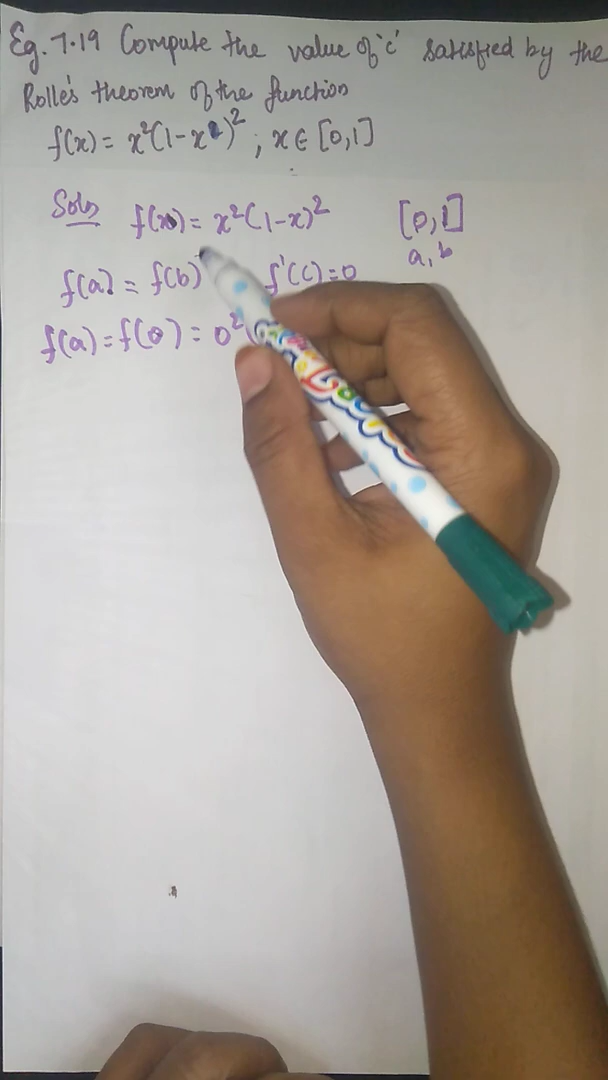 Eg. 7.19 Compute the value of 'c' satisfied by the
Rolle's theorem of the function
f(x) = x²(1-x)², x ∈ [0,1]
Soln f(x) = x²(1-x)² [0,1]
a, b
f(a) = f(b) f'(c) = 0
f(a) = f(0) = 0²